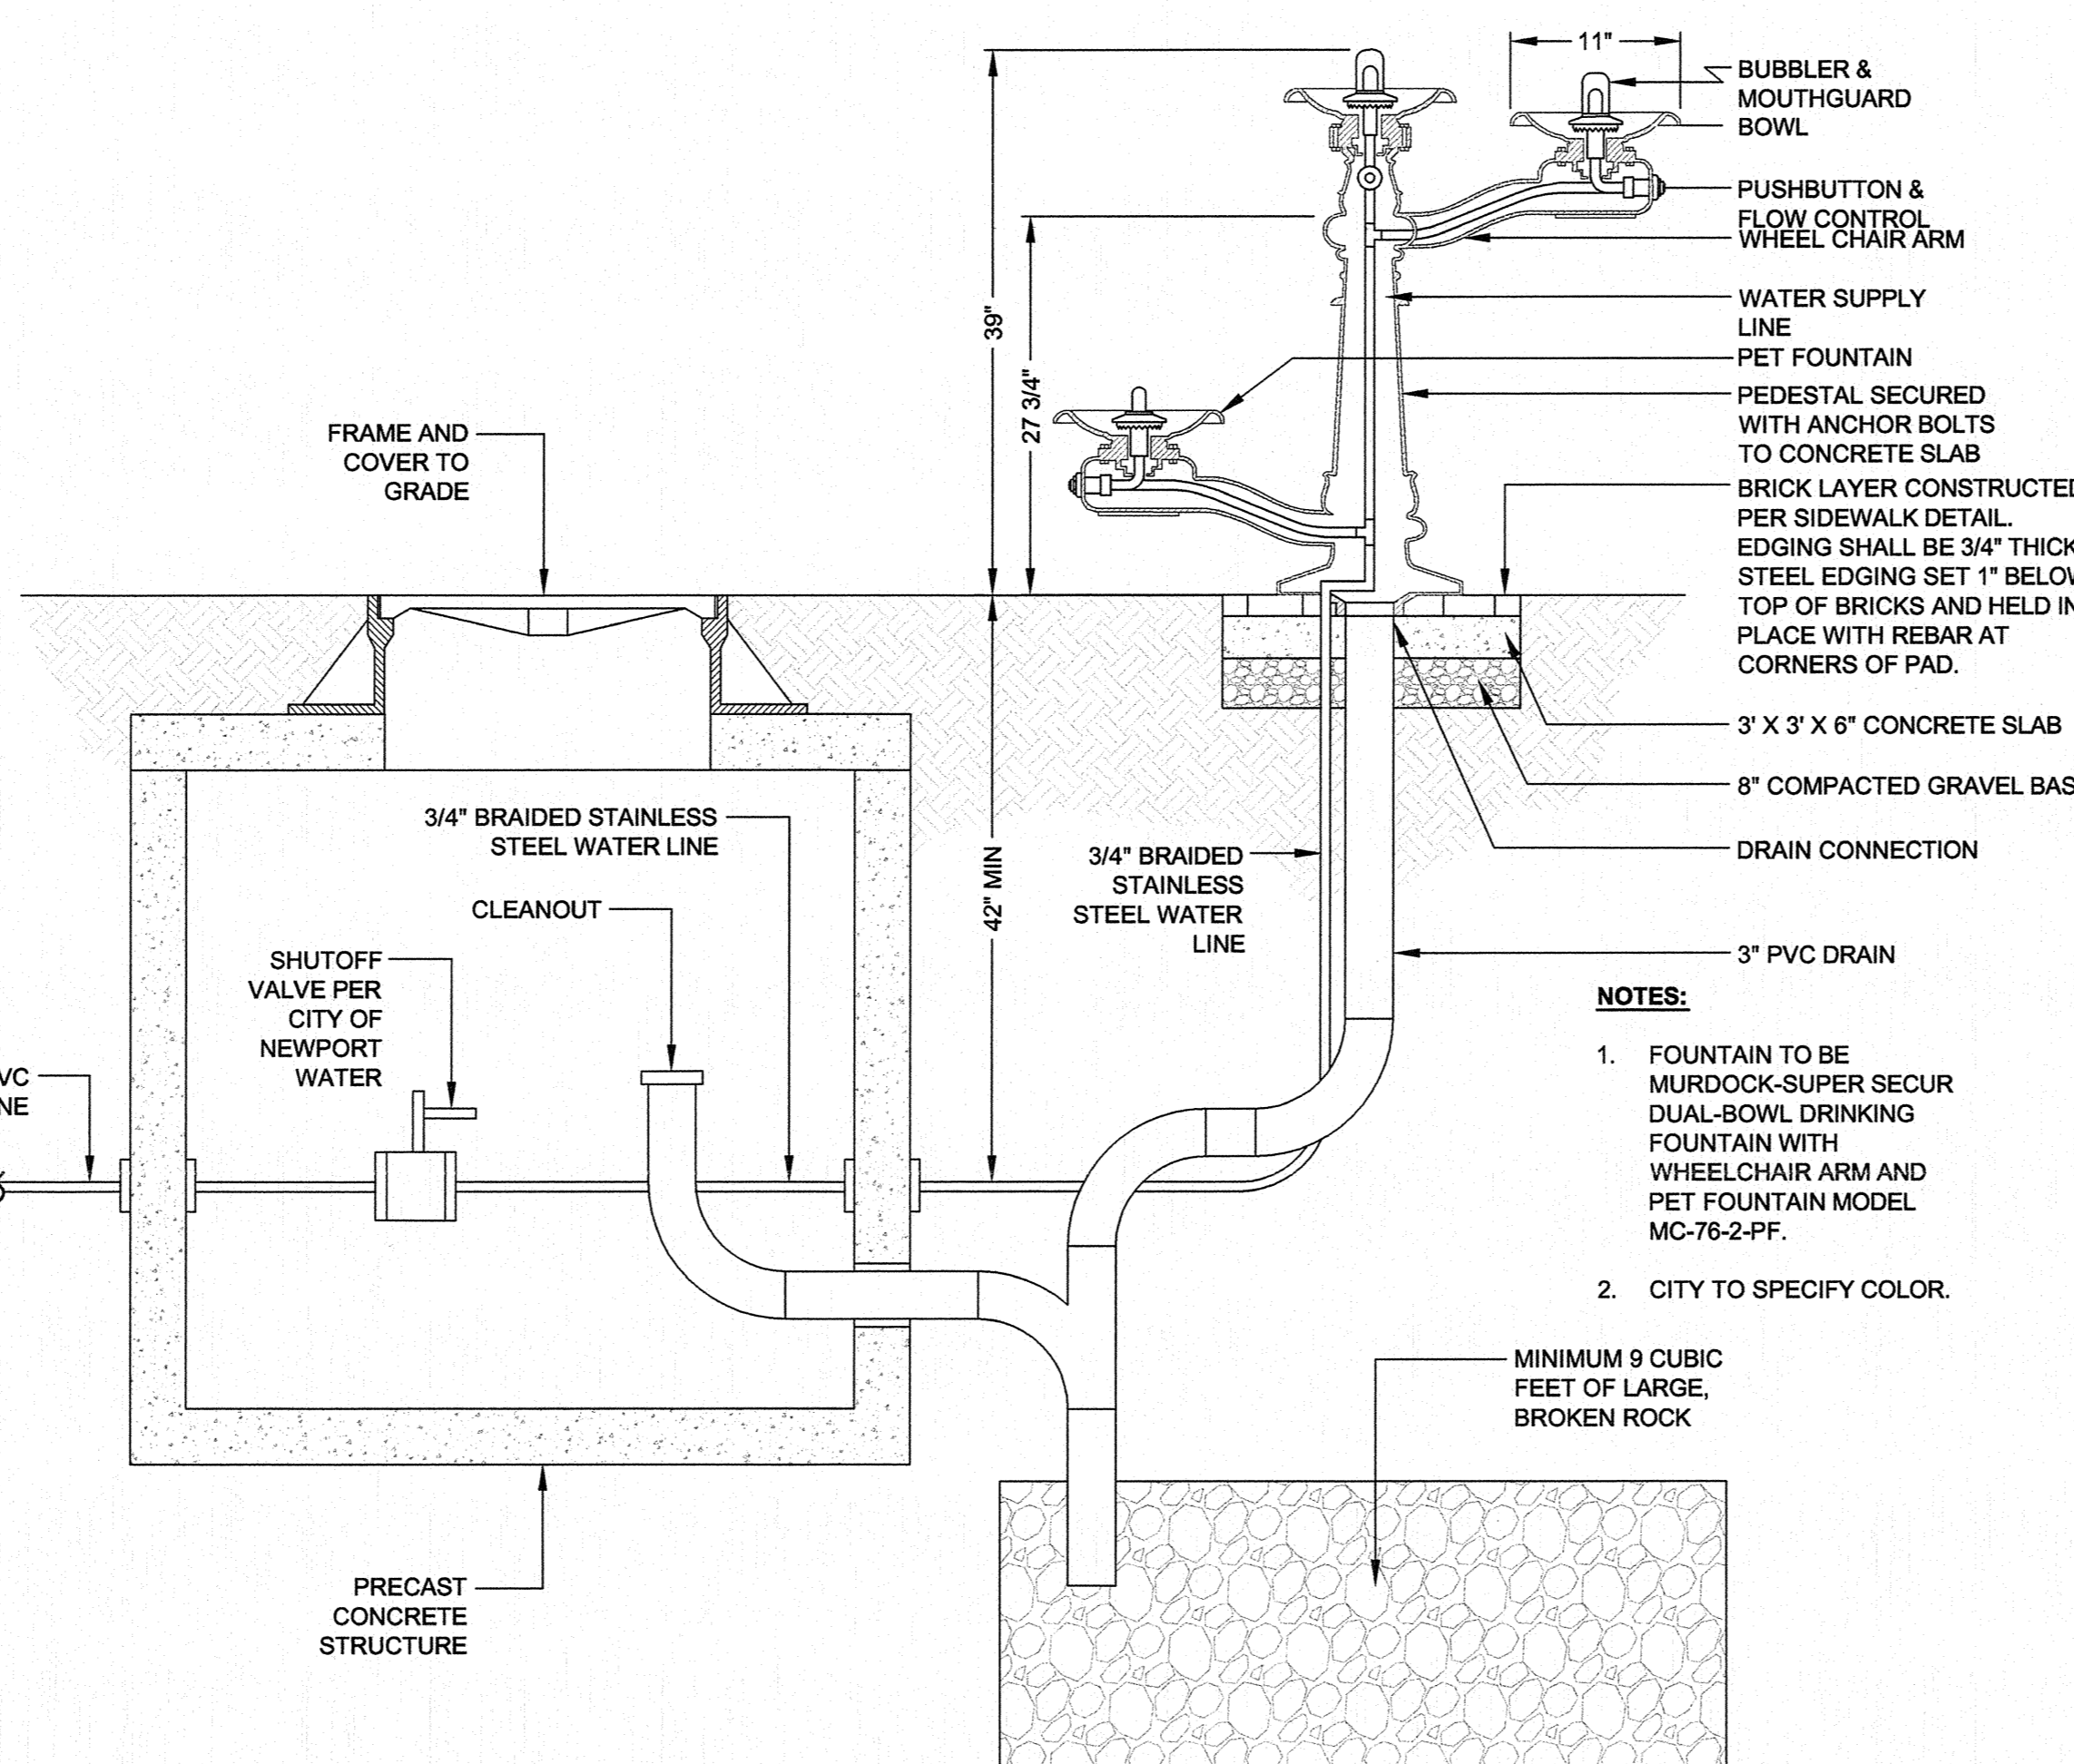 11"
BUBBLER &
MOUTHGUARD
BOWL
PUSHBUTTON &
FLOW CONTROL
WHEEL CHAIR ARM
WATER SUPPLY
LINE
PET FOUNTAIN
PEDESTAL SECURED
WITH ANCHOR BOLTS
TO CONCRETE SLAB
BRICK LAYER CONSTRUCTED
PER SIDEWALK DETAIL.
EDGING SHALL BE 3/4" THICK
STEEL EDGING SET 1" BELOW
TOP OF BRICKS AND HELD IN
PLACE WITH REBAR AT
CORNERS OF PAD.
3' X 3' X 6" CONCRETE SLAB
8" COMPACTED GRAVEL BAS
DRAIN CONNECTION
3" PVC DRAIN
39"
27 3/4"
42" MIN
FRAME AND
COVER TO
GRADE
3/4" BRAIDED STAINLESS
STEEL WATER LINE
CLEANOUT
SHUTOFF
VALVE PER
CITY OF
NEWPORT
WATER
VC
NE
3/4" BRAIDED
STAINLESS
STEEL WATER
LINE
PRECAST
CONCRETE
STRUCTURE
NOTES:
1. FOUNTAIN TO BE
MURDOCK-SUPER SECUR
DUAL-BOWL DRINKING
FOUNTAIN WITH
WHEELCHAIR ARM AND
PET FOUNTAIN MODEL
MC-76-2-PF.
2. CITY TO SPECIFY COLOR.
MINIMUM 9 CUBIC
FEET OF LARGE,
BROKEN ROCK